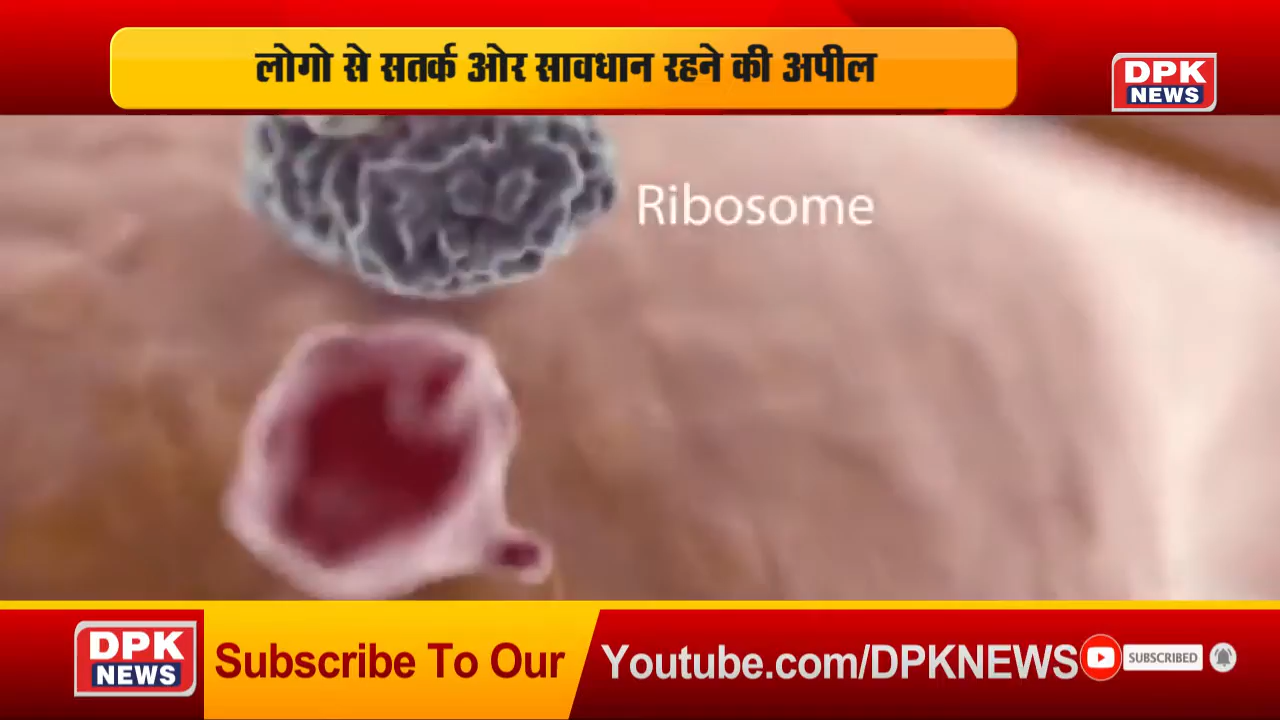 लोगो से सतर्क ओर सावधान रहने की अपील
DPK
NEWS
Ribosome
DPK
NEWS
Subscribe To Our
Youtube.com/DPKNEWS
SUBSCRIBED